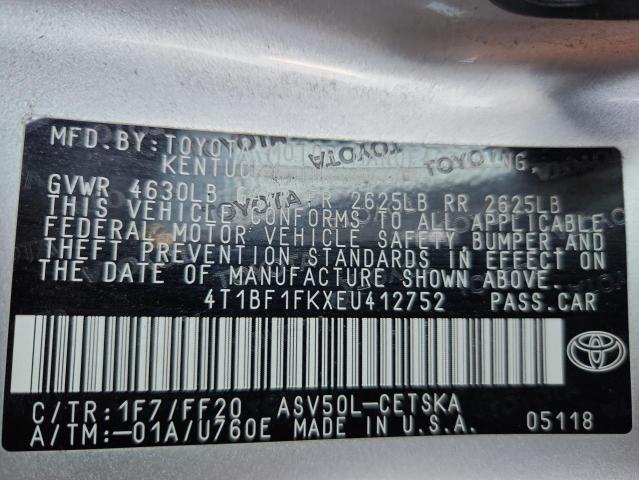 MFD. BY: TOYOTA NG,
KENTUC
GVWR 4630LB R 2625LB RR 2625LB
THIS VEHICLE CONFORMS TO ALL APPLICABLE
FEDERAL MOTOR VEHICLE SAFETY, BUMPER, AND
THEFT PREVENTION STANDARDS IN EFFECT ON
THE DATE OF MANUFACTURE SHOWN ABOVE.
4T1BF1FKXEU412752 PASS.CAR
C/TR: 1F7/FF20 ASV50L-CETSKA
A/TM:-01A/U760E MADE IN U.S.A. 05118